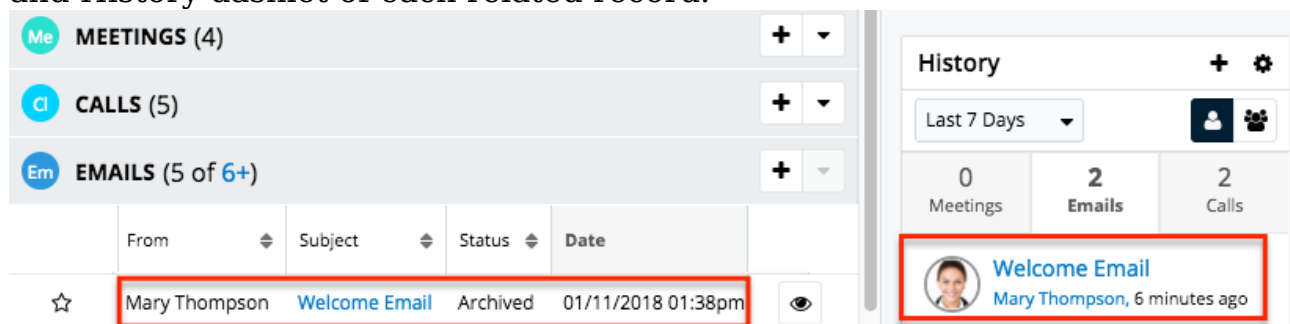 and History dashlet of each related record.
Me MEETINGS (4)
Cl CALLS (5)
Em EMAILS (5 of 6+)
From Subject Status Date
Mary Thompson Welcome Email Archived 01/11/2018 01:38pm
History
Last 7 Days
0 2 2
Meetings Emails Calls
Welcome Email
Mary Thompson, 6 minutes ago